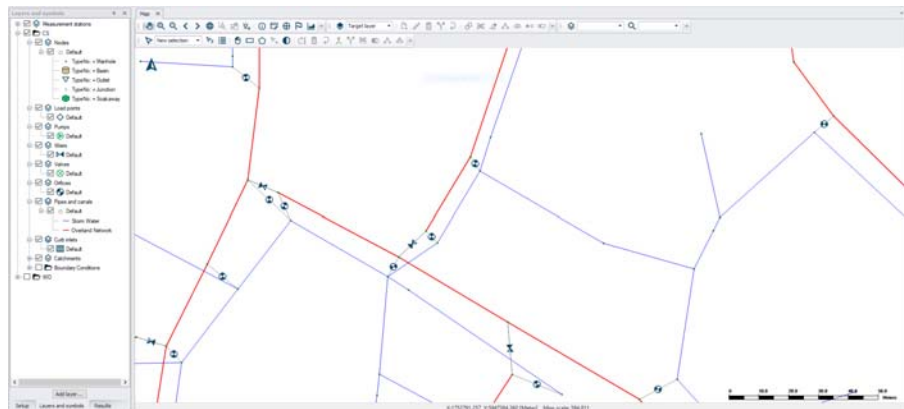 Layers and symbols
Map
Measurement stations
CS
Nodes
Default
TypeNo. = Manhole
TypeNo. = Basin
TypeNo. = Outlet
TypeNo. = Junction
TypeNo. = Soakaway
Load points
Default
Pumps
Default
Weirs
Default
Valves
Default
Orifices
Default
Pipes and canals
Default
Storm Water
Overland Network
Curb inlets
Default
Catchments
Boundary Conditions
Target layer
New selection
Add layer...
Setup
Layers and symbols
Results